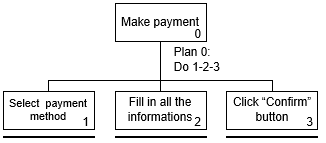 Make payment
0
Plan 0:
Do 1-2-3
Select payment
method
1
Fill in all the
informations
2
Click “Confirm”
button
3